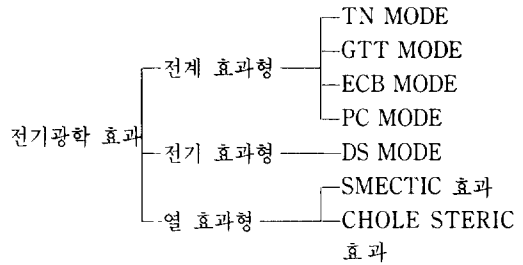 전기광학 효과
전계 효과형
TN MODE
GTT MODE
ECB MODE
PC MODE
전기 효과형
DS MODE
열 효과형
SMECTIC 효과
CHOLE STERIC
효과